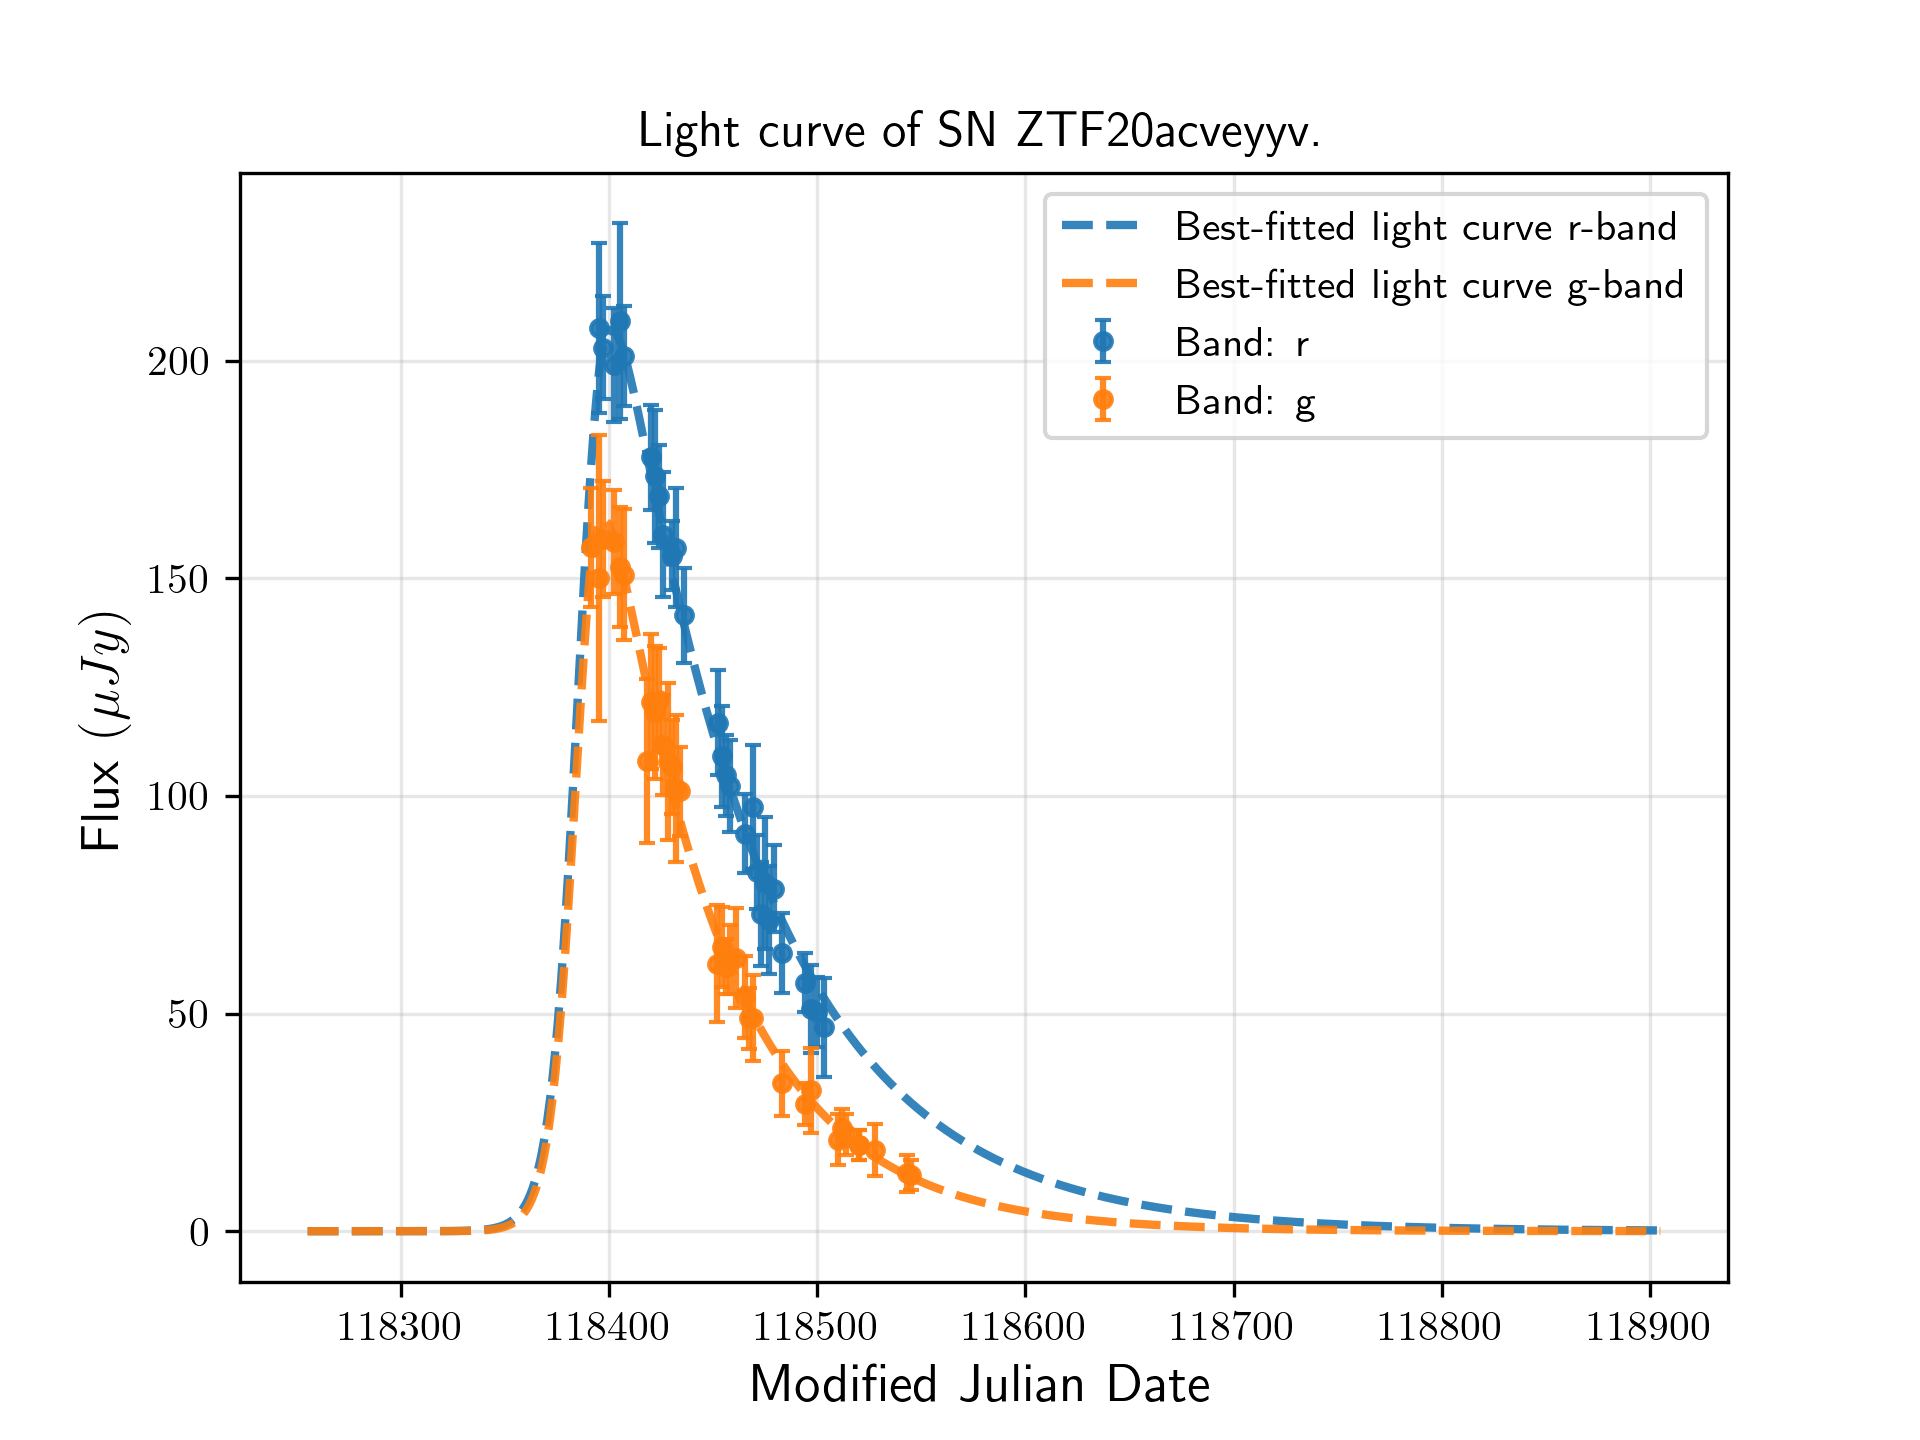 Light curve of SN ZTF20acveyyv.
Best-fitted light curve r-band
Best-fitted light curve g-band
Band: r
Band: g
Flux (μJy)
200
150
100
50
0
118300 118400 118500 118600 118700 118800 118900
Modified Julian Date